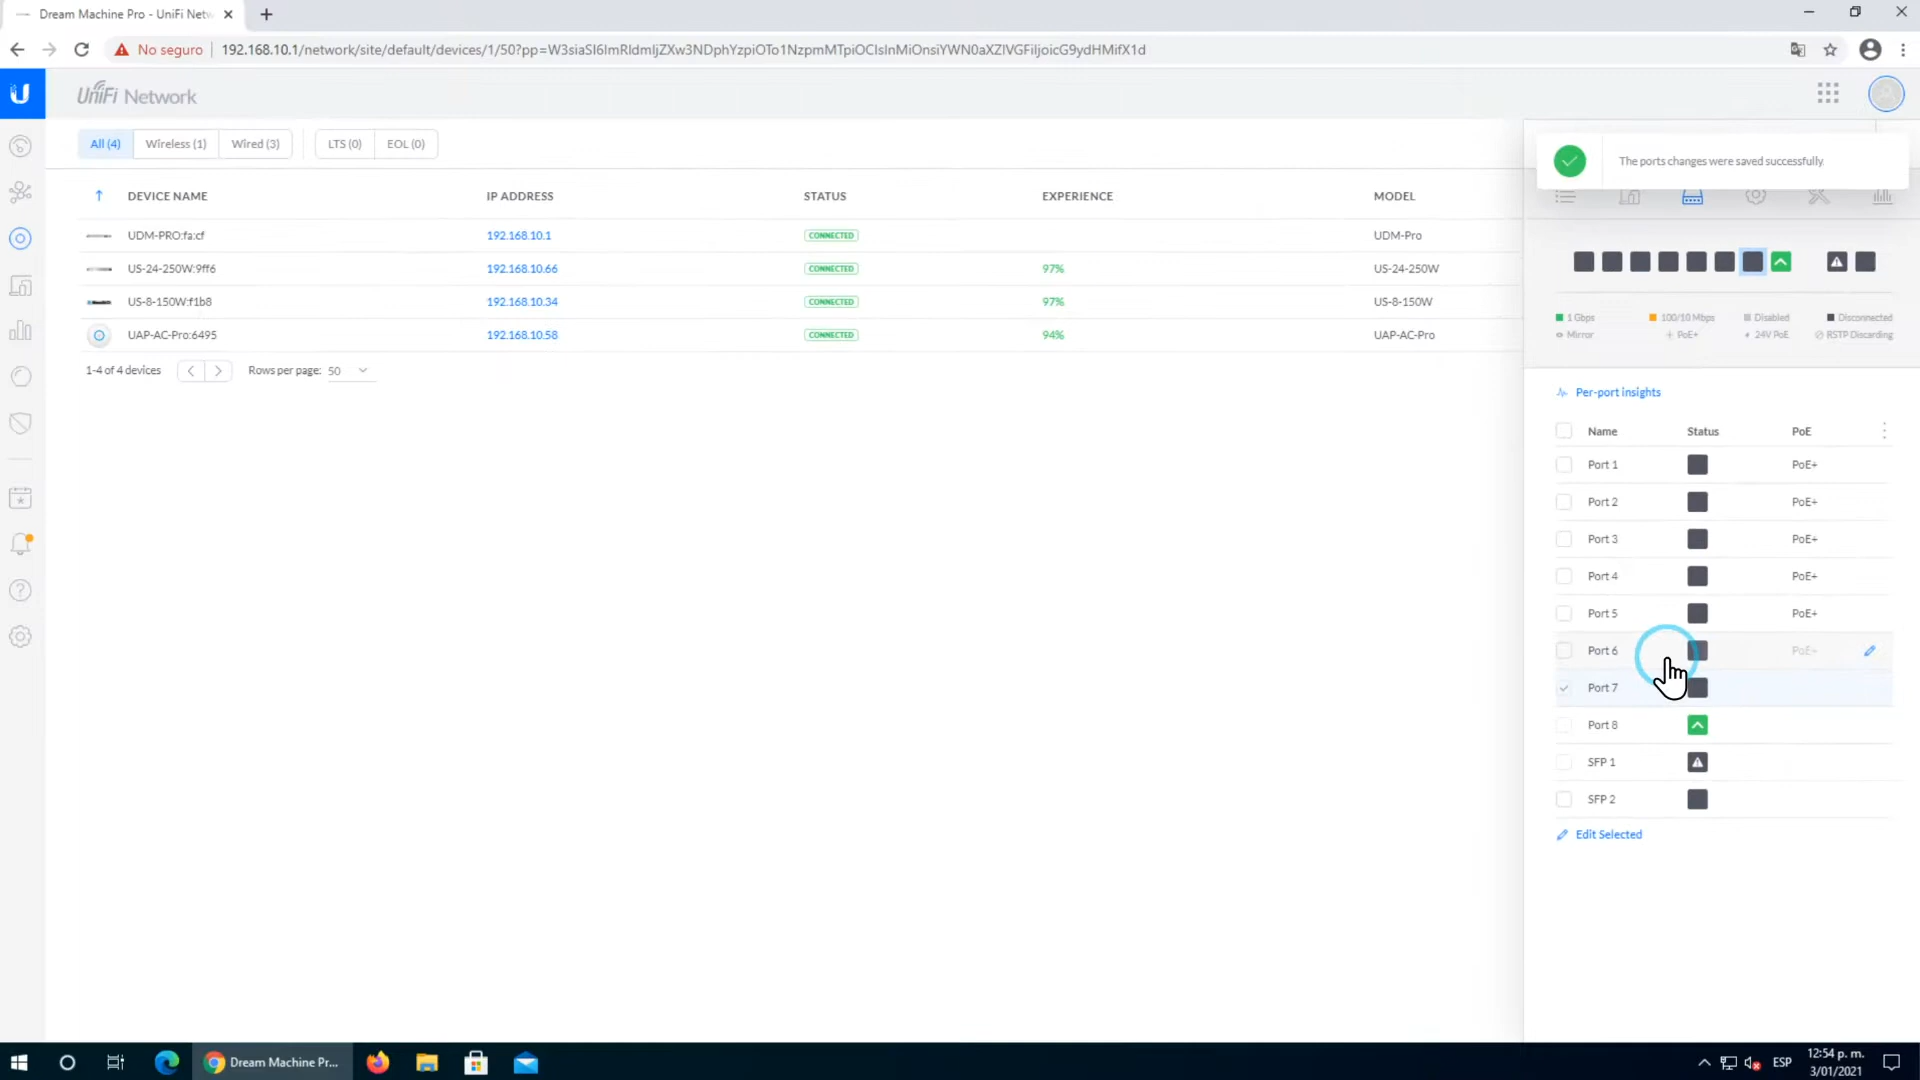 Dream Machine Pro - UniFi Netw
No seguro
192.168.10.1/network/site/default/devices/1/50?pp=
UniFi Network
All (4) Wireless (1) Wired (3) LTS (0) EOL (0)
The ports changes were saved successfully.
DEVICE NAME IP ADDRESS STATUS EXPERIENCE MODEL
UDM-PRO:fa:cf 192.168.10.1 CONNECTED UDM-Pro
US-24-250W:9ff6 192.168.10.66 CONNECTED 97% US-24-250W
US-8-150W:f1b8 192.168.10.34 CONNECTED 97% US-8-150W
UAP-AC-Pro:6495 192.168.10.58 CONNECTED 94% UAP-AC-Pro
1-4 of 4 devices Rows per page: 50
1 Gbps 100/10 Mbps Disabled Disconnected
Mirror PoE+ 24V PoE RSTP Discarding
Per-port insights
Name Status PoE
Port 1 PoE+
Port 2 PoE+
Port 3 PoE+
Port 4 PoE+
Port 5 PoE+
Port 6 PoE+
Port 7
Port 8
SFP 1
SFP 2
Edit Selected
Dream Machine Pr...
ESP
12:54 p. m.
3/01/2021